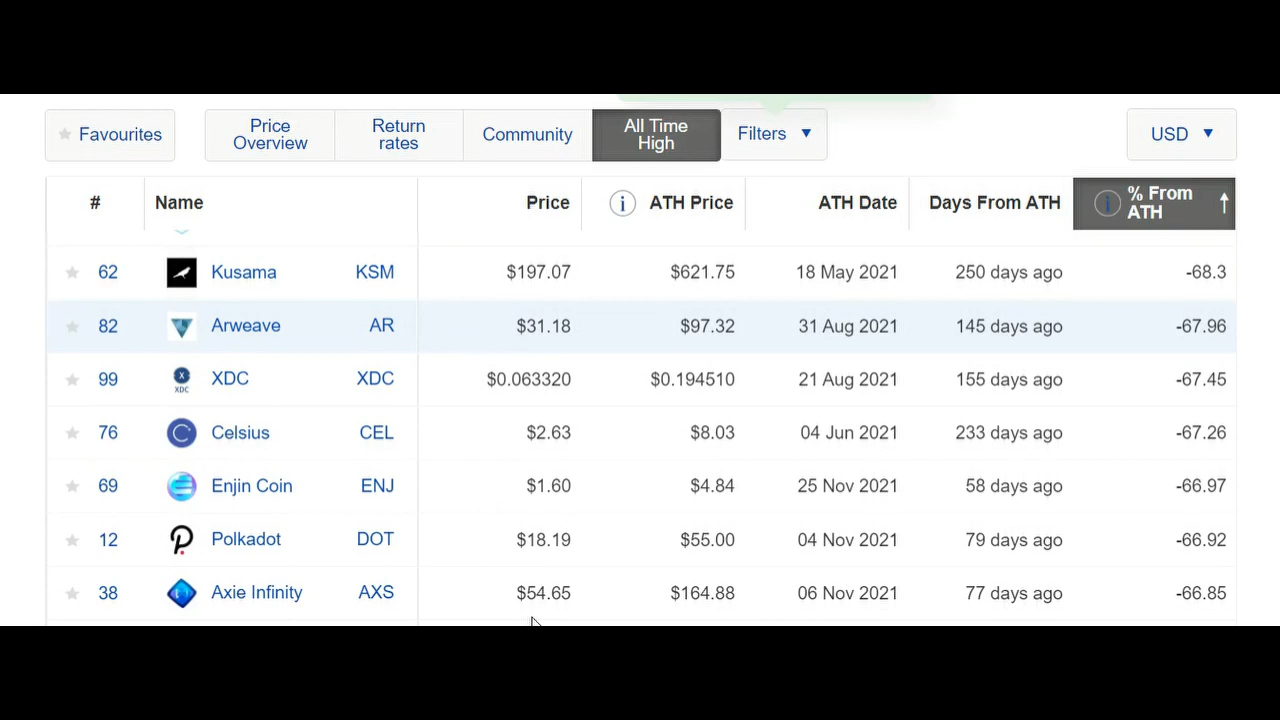 Favourites
Price Overview
Return rates
Community
All Time High
Filters ▼
USD ▼
# Name Price i ATH Price ATH Date Days From ATH i % From ATH ↑
62 Kusama KSM $197.07 $621.75 18 May 2021 250 days ago -68.3
82 Arweave AR $31.18 $97.32 31 Aug 2021 145 days ago -67.96
99 XDC XDC XDC $0.063320 $0.194510 21 Aug 2021 155 days ago -67.45
76 Celsius CEL $2.63 $8.03 04 Jun 2021 233 days ago -67.26
69 Enjin Coin ENJ $1.60 $4.84 25 Nov 2021 58 days ago -66.97
12 Polkadot DOT $18.19 $55.00 04 Nov 2021 79 days ago -66.92
38 Axie Infinity AXS $54.65 $164.88 06 Nov 2021 77 days ago -66.85